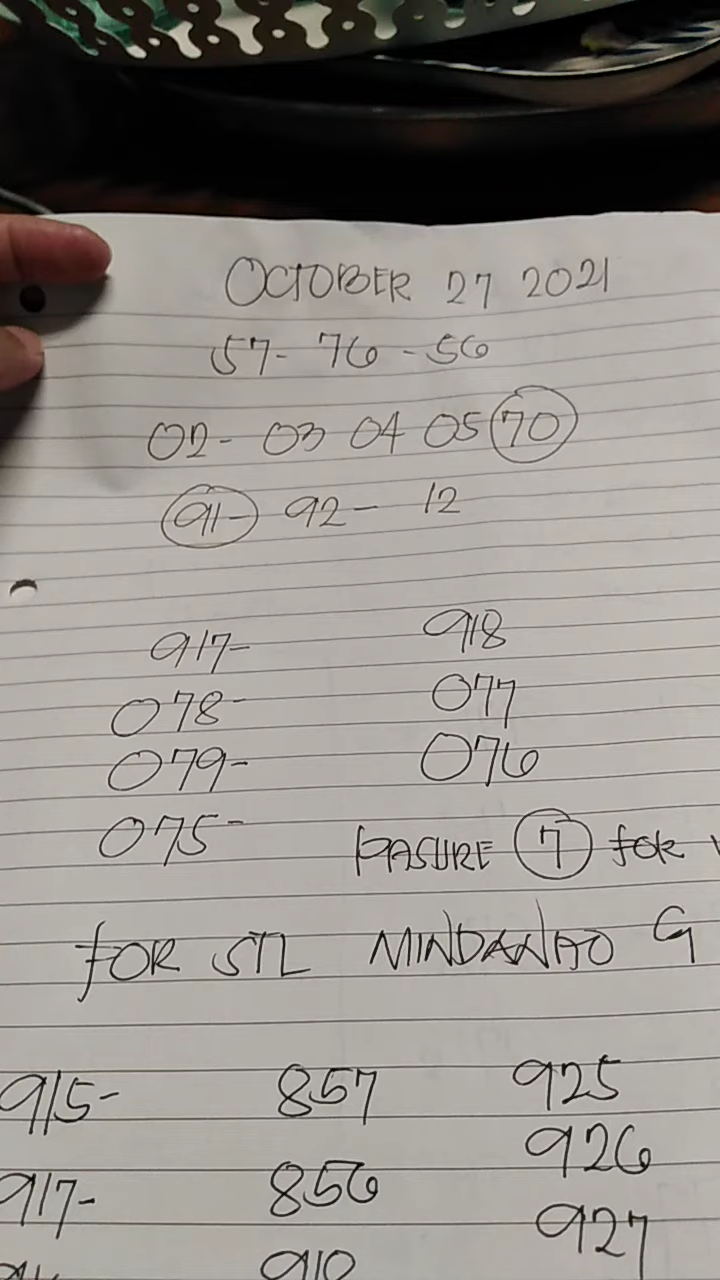 OCTOBER 27 2021
57- 76 - 56
02- 03 04 05 70
91- 92- 12
917- 918
078- 077
079- 076
075- PASURE 7 for
for STL MINDANAO G
915- 857 925
926
917- 856
927
910